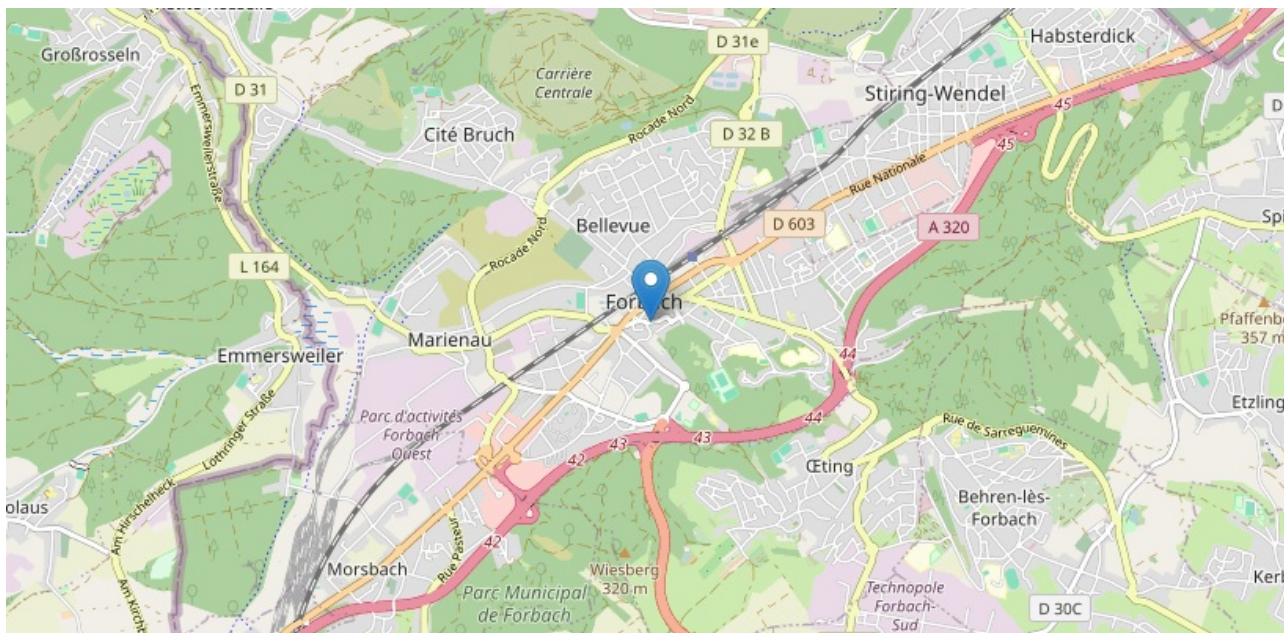 Großrosseln
D 31
Emmersweilerstraße
D 31e
Habsterdick
Carrière
Centrale
Stiring-Wendel
45
45
Cité Bruch
Rocade Nord
D 32 B
Rue Nationale
Bellevue
D 603
A 320
L 164
Rocade Nord
Forbach
Marienau
Emmersweiler
357 m
44
Etzling
Lothringer Straße
Parc d'activités
Forbach
Ouest
44
Rue de Sarreguemines
43
43
42
Œting
Behren-lès-
Forbach
olaus
Am Hirschelheck
42
Rue Pasteur
Morsbach
Wiesberg
320 m
Parc Municipal
de Forbach
Technopole
Forbach-
Sud
D 30C